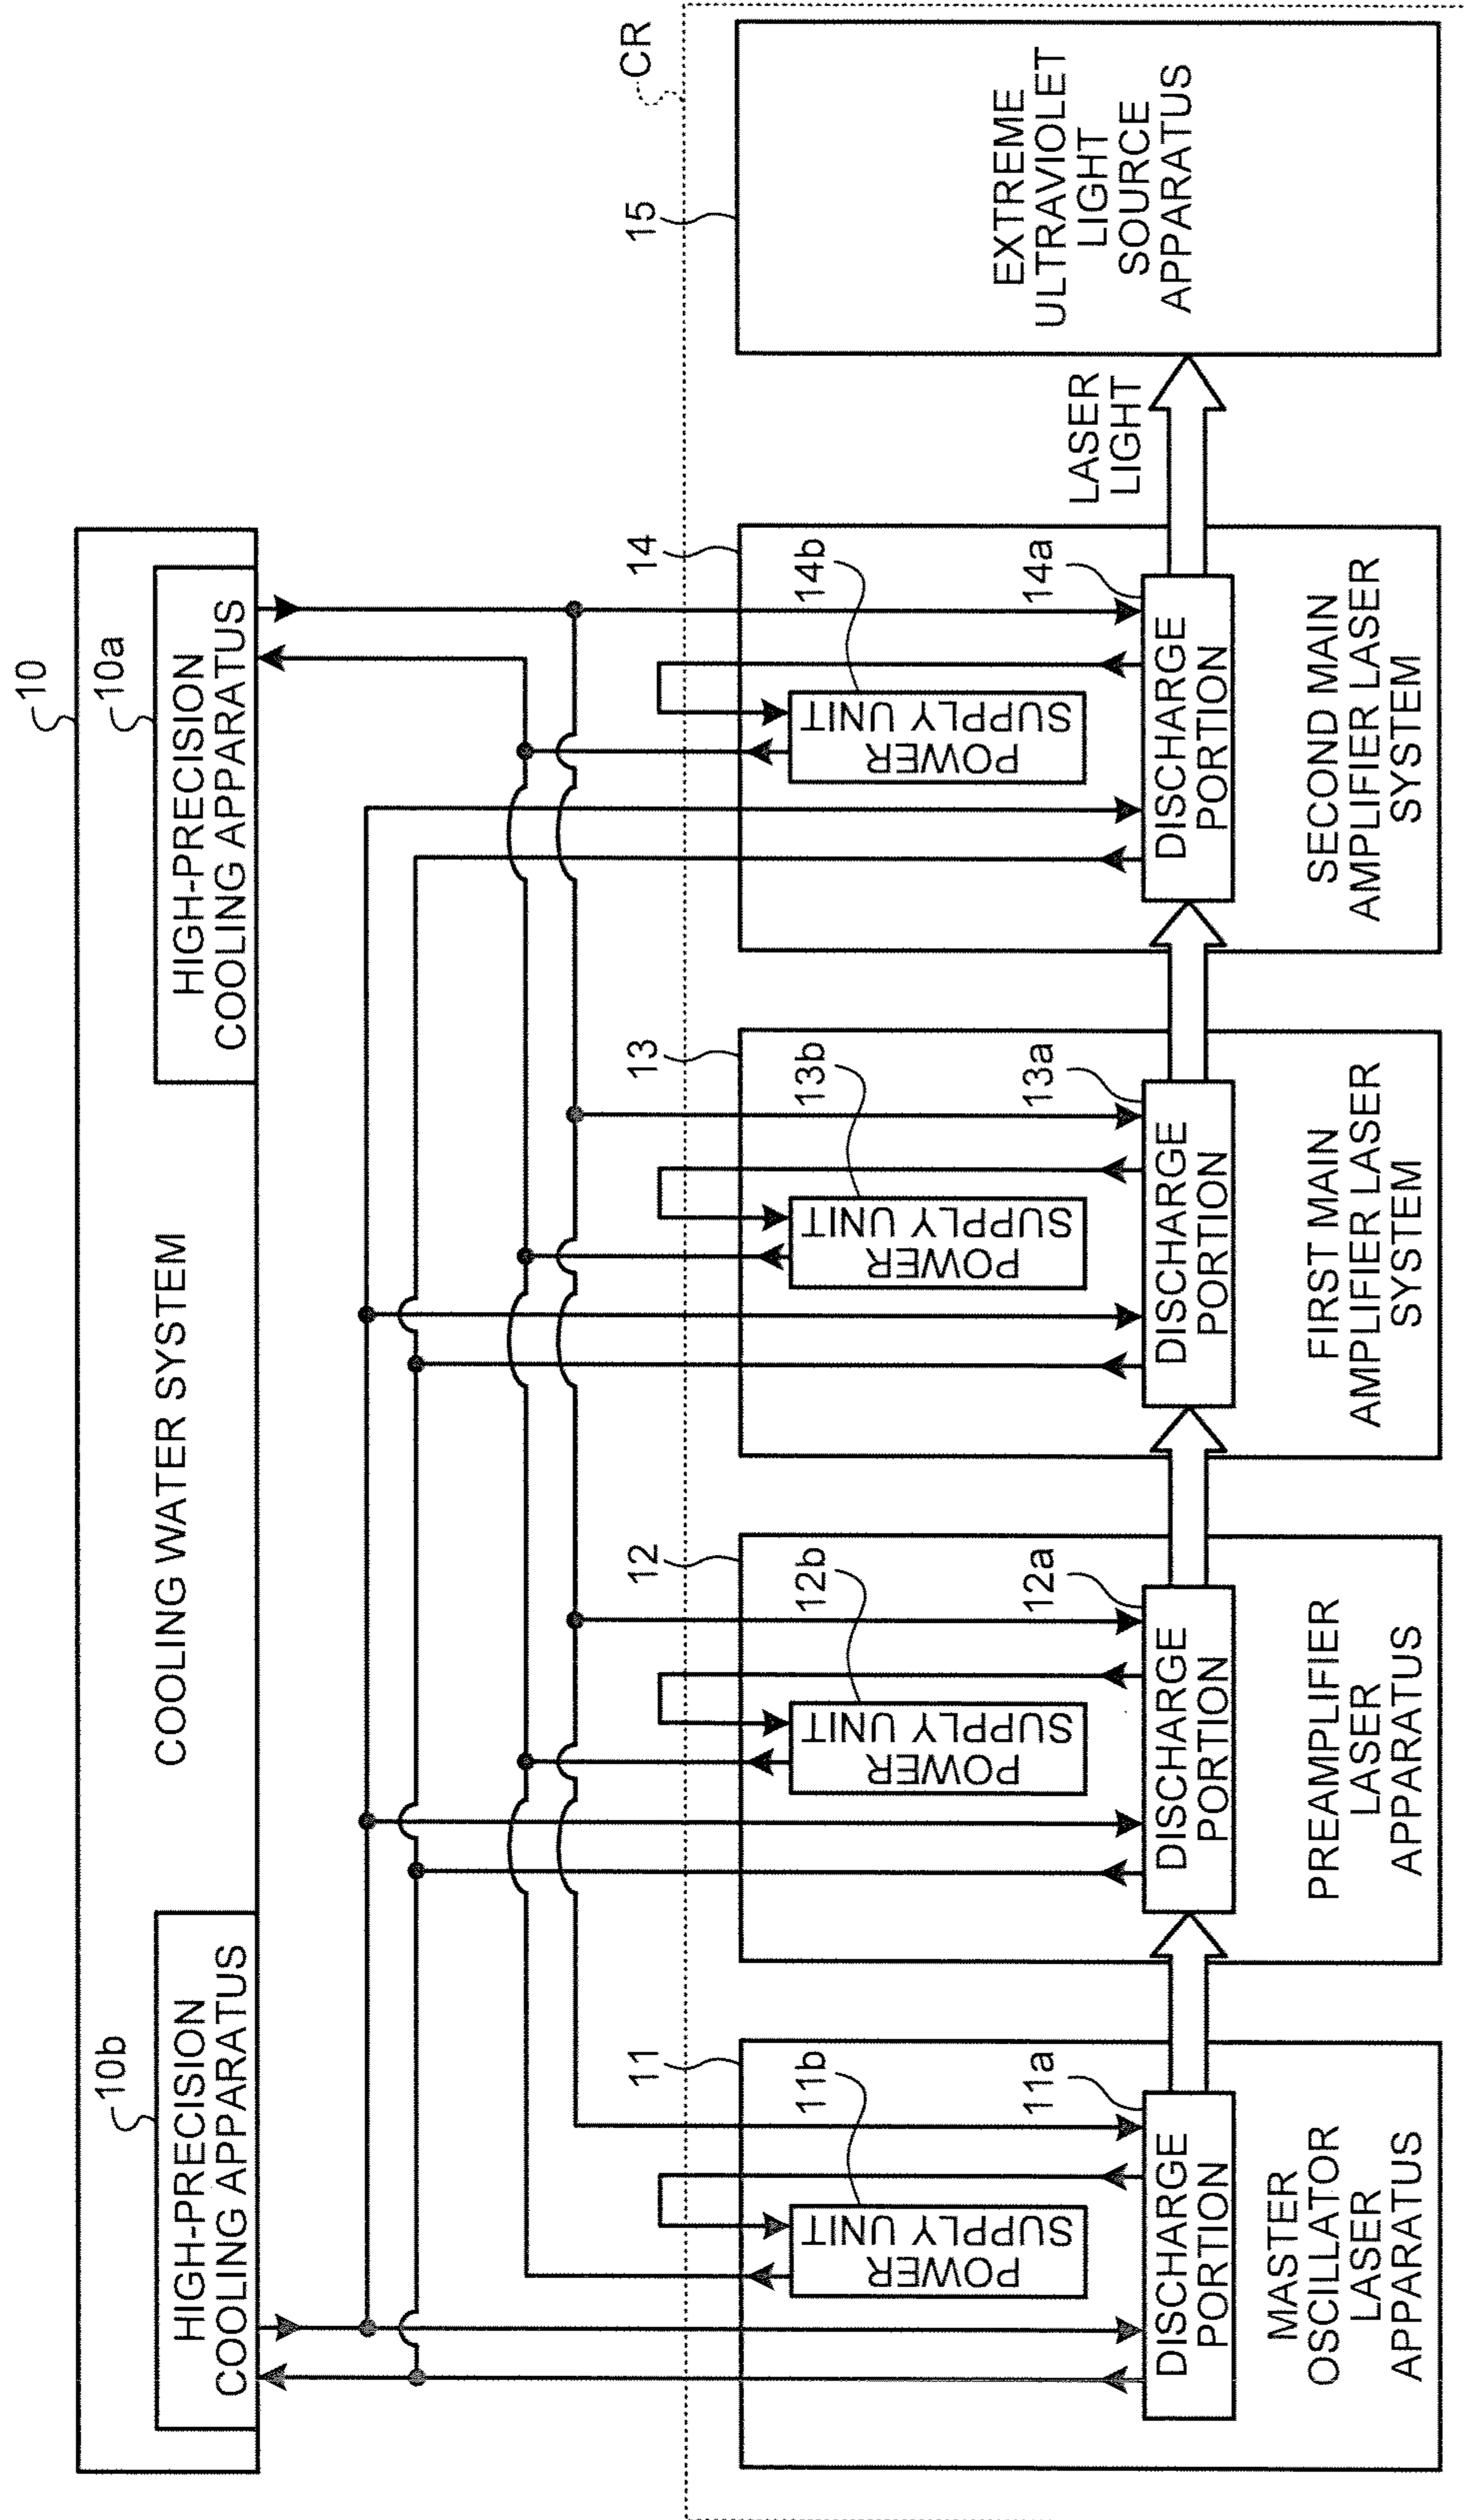 10
COOLING WATER SYSTEM
10b
HIGH-PRECISION
COOLING APPARATUS
10a
HIGH-PRECISION
COOLING APPARATUS
CR
11
11b
POWER
SUPPLY UNIT
11a
DISCHARGE
PORTION
MASTER
OSCILLATOR
LASER
APPARATUS
12
12b
POWER
SUPPLY UNIT
12a
DISCHARGE
PORTION
PREAMPLIFIER
LASER
APPARATUS
13
13b
POWER
SUPPLY UNIT
13a
DISCHARGE
PORTION
FIRST MAIN
AMPLIFIER LASER
SYSTEM
14
14b
POWER
SUPPLY UNIT
14a
DISCHARGE
PORTION
SECOND MAIN
AMPLIFIER LASER
SYSTEM
LASER
LIGHT
15
EXTREME
ULTRAVIOLET
LIGHT
SOURCE
APPARATUS